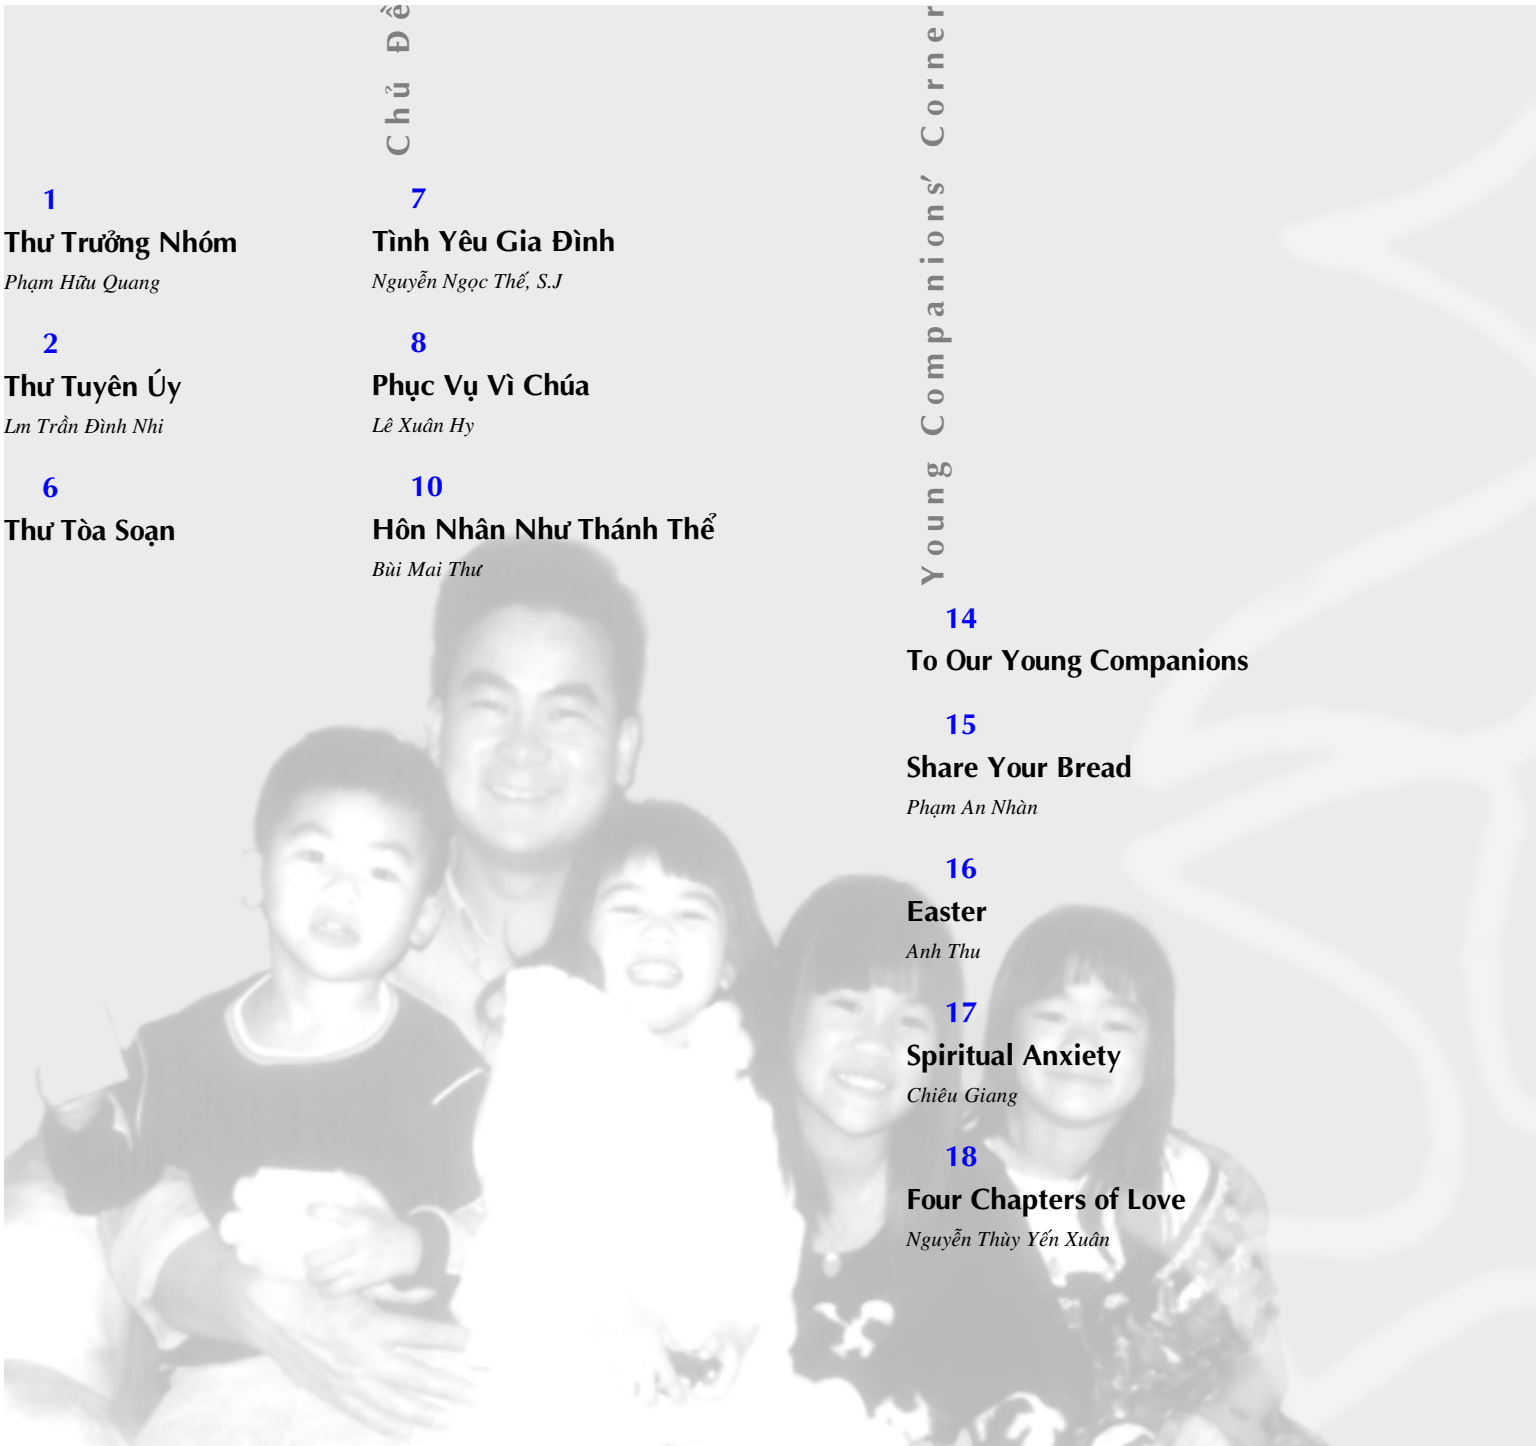 1
Thư Trưởng Nhóm
Phạm Hữu Quang
2
Thư Tuyên Úy
Lm Trần Đình Nhi
6
Thư Tòa Soạn
Chủ Đề
7
Tình Yêu Gia Đình
Nguyễn Ngọc Thế, S.J
8
Phục Vụ Vì Chúa
Lê Xuân Hy
10
Hôn Nhân Như Thánh Thể
Bùi Mai Thư
Young Companions’ Corner
14
To Our Young Companions
15
Share Your Bread
Phạm An Nhàn
16
Easter
Anh Thu
17
Spiritual Anxiety
Chiêu Giang
18
Four Chapters of Love
Nguyễn Thùy Yến Xuân